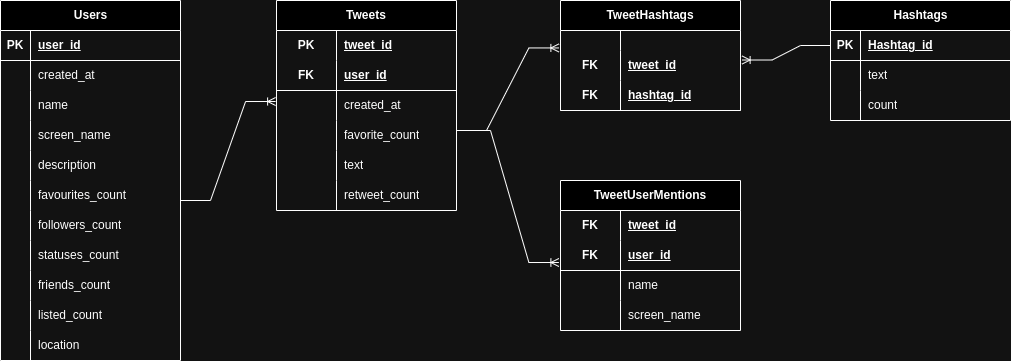 Users
PK user_id
created_at
name
screen_name
description
favourites_count
followers_count
statuses_count
friends_count
listed_count
location
Tweets
PK tweet_id
FK user_id
created_at
favorite_count
text
retweet_count
TweetHashtags
FK tweet_id
FK hashtag_id
TweetUserMentions
FK tweet_id
FK user_id
name
screen_name
Hashtags
PK Hashtag_id
text
count